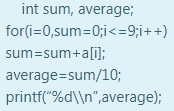 int sum, average;
for(i=0,sum=0;i<=9;i++)
sum=sum+a[i];
average=sum/10;
printf(“%d\\n”,average);